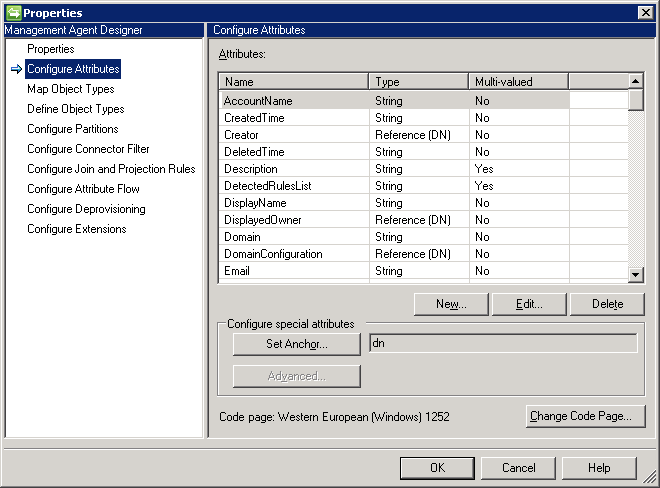 Properties
Management Agent Designer
Configure Attributes
Properties
Configure Attributes
Map Object Types
Define Object Types
Configure Partitions
Configure Connector Filter
Configure Join and Projection Rules
Configure Attribute Flow
Configure Deprovisioning
Configure Extensions
Attributes:
Name Type Multi-valued
AccountName String No
CreatedTime String No
Creator Reference (DN) No
DeletedTime String No
Description String Yes
DetectedRulesList String Yes
DisplayName String No
DisplayedOwner Reference (DN) No
Domain String No
DomainConfiguration Reference (DN) No
Email String No
New... Edit... Delete
Configure special attributes
Set Anchor... dn
Advanced...
Code page: Western European (Windows) 1252 Change Code Page...
OK Cancel Help